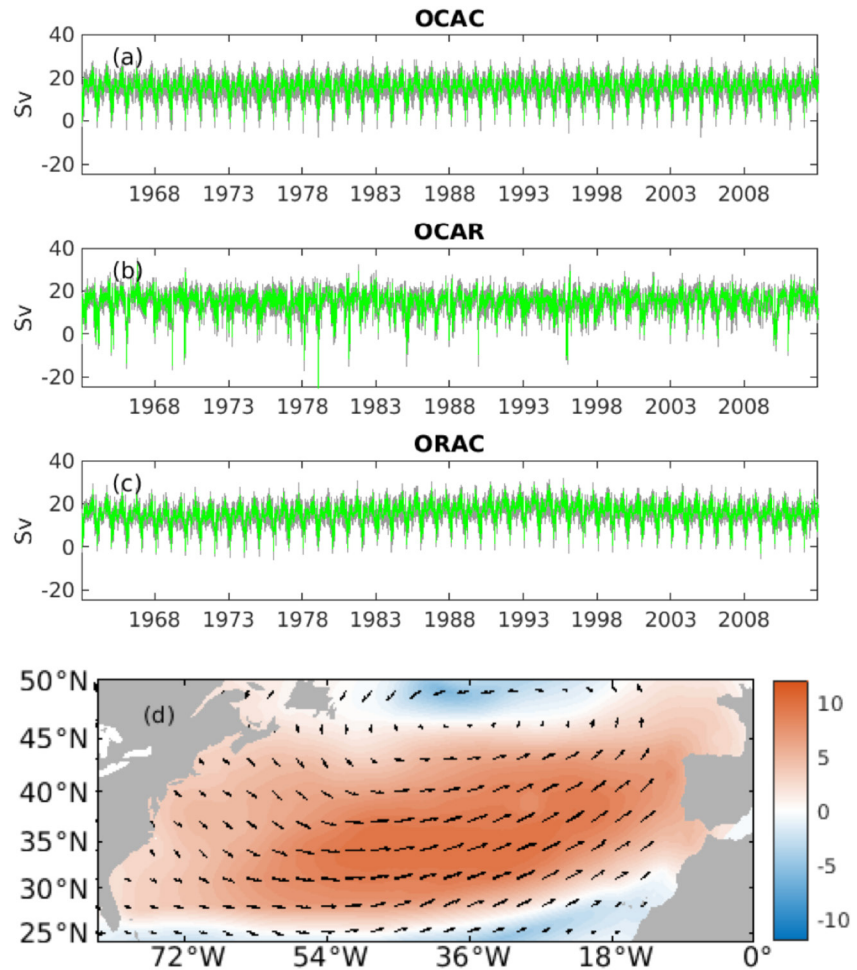 OCAC
40
(a)
20
Sv
0
-20
1968 1973 1978 1983 1988 1993 1998 2003 2008
OCAR
40
(b)
20
Sv
0
-20
1968 1973 1978 1983 1988 1993 1998 2003 2008
ORAC
40
(c)
20
Sv
0
-20
1968 1973 1978 1983 1988 1993 1998 2003 2008
50°N
(d)
10
45°N
5
40°N
0
35°N
-5
30°N
-10
25°N
72°W 54°W 36°W 18°W 0°